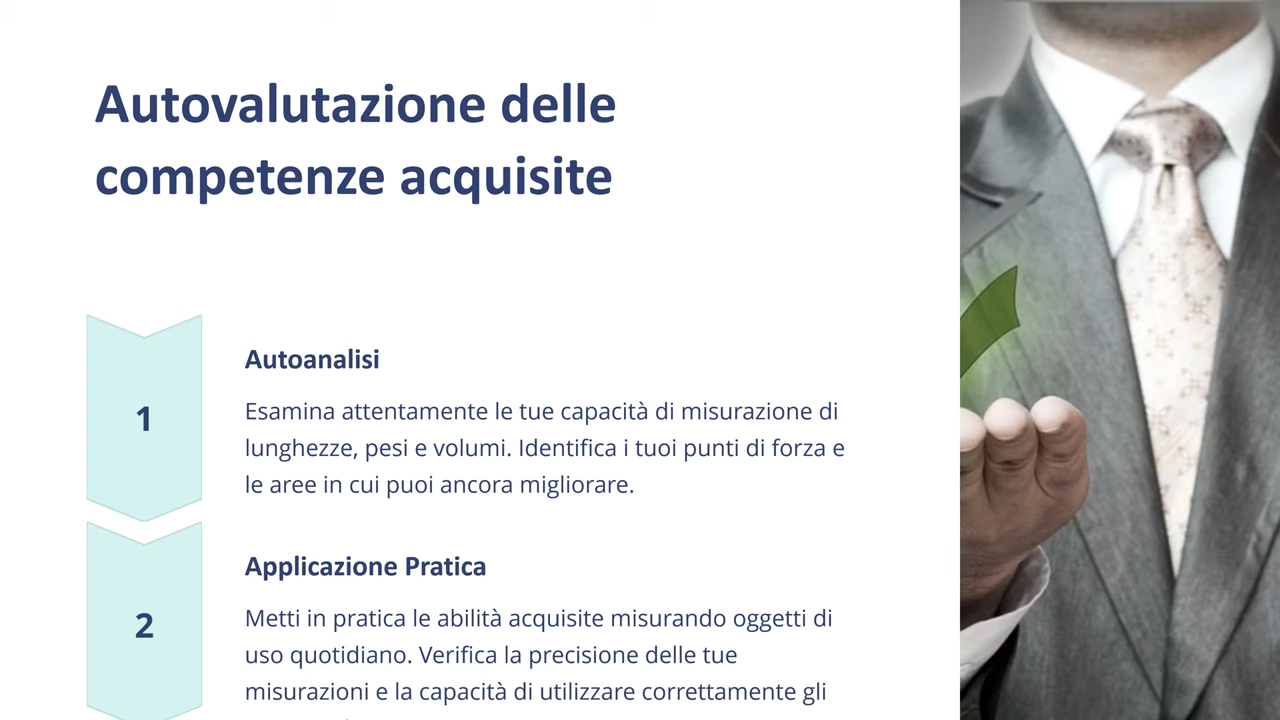 Autovalutazione delle
competenze acquisite
1
Autoanalisi
Esamina attentamente le tue capacità di misurazione di
lunghezze, pesi e volumi. Identifica i tuoi punti di forza e
le aree in cui puoi ancora migliorare.
2
Applicazione Pratica
Metti in pratica le abilità acquisite misurando oggetti di
uso quotidiano. Verifica la precisione delle tue
misurazioni e la capacità di utilizzare correttamente gli